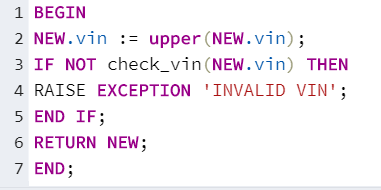 1 BEGIN
2 NEW.vin := upper(NEW.vin);
3 IF NOT check_vin(NEW.vin) THEN
4 RAISE EXCEPTION 'INVALID VIN';
5 END IF;
6 RETURN NEW;
7 END;